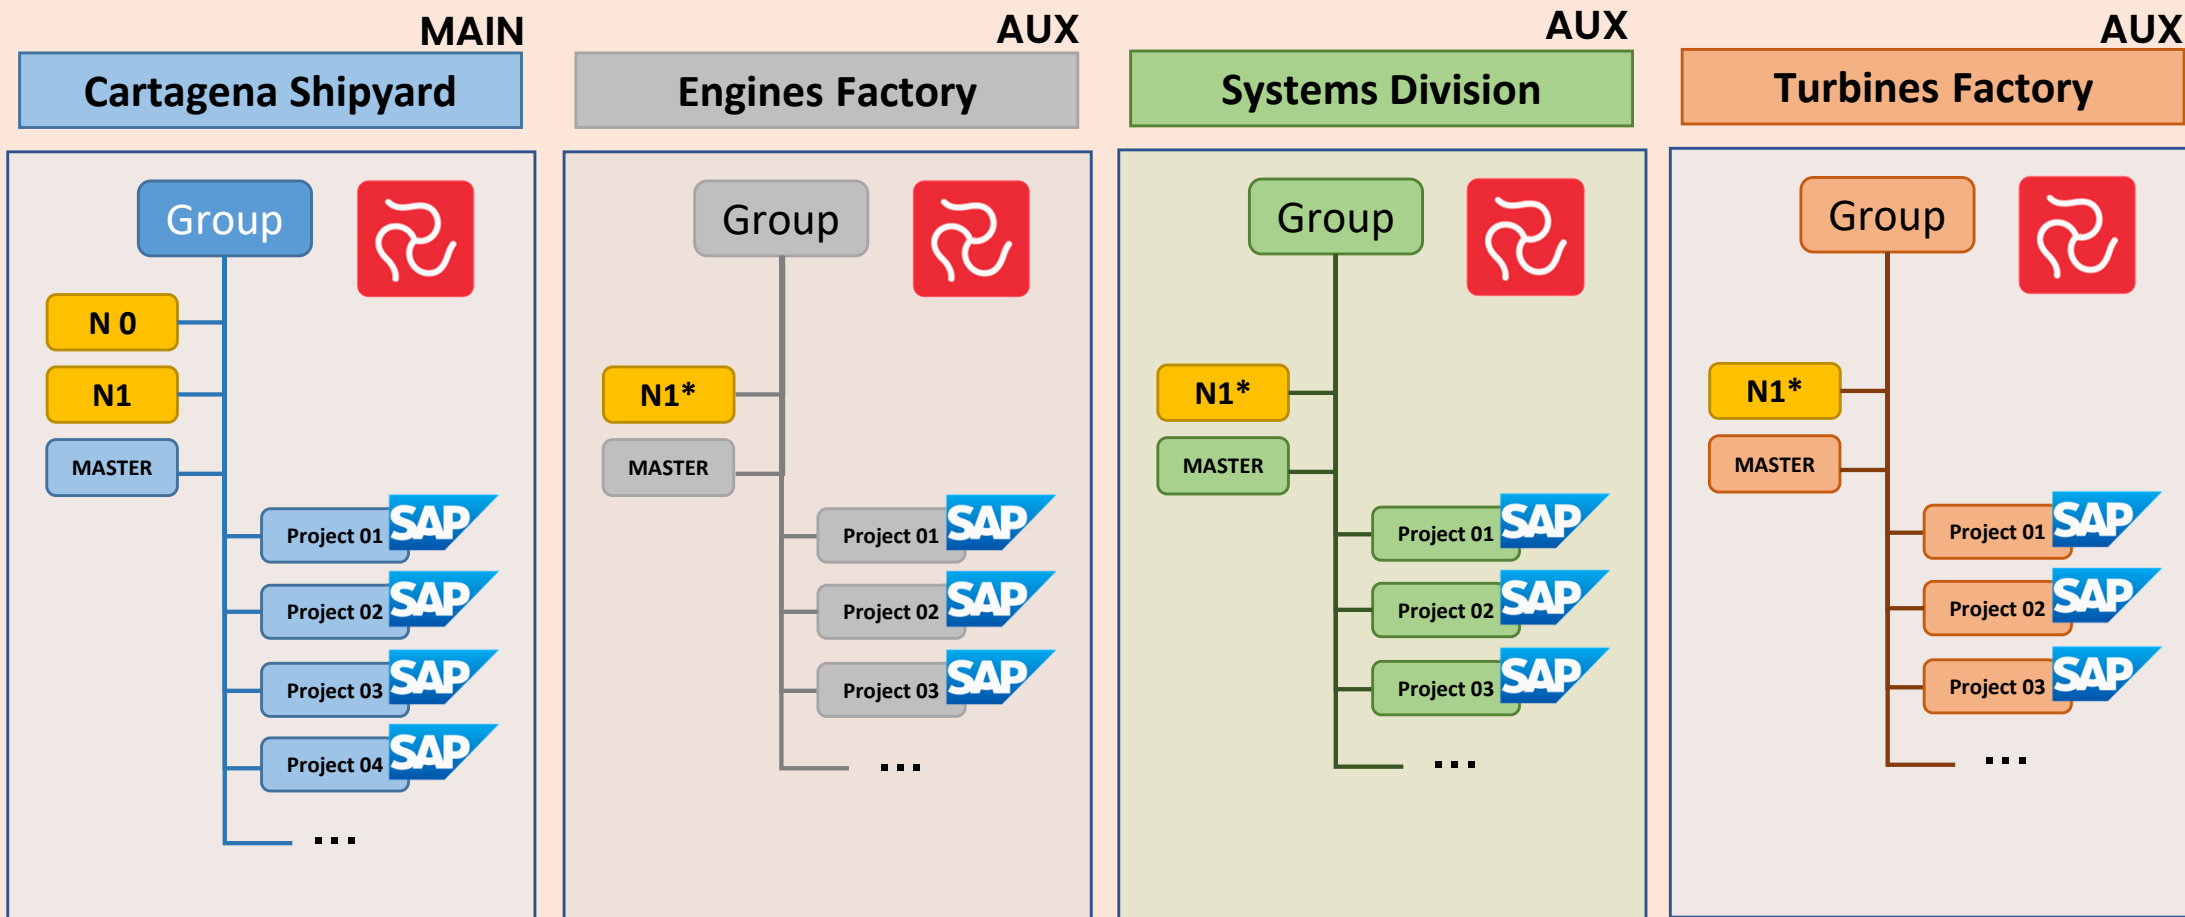 MAIN
Cartagena Shipyard
Group
N 0
N1
MASTER
Project 01 SAP
Project 02 SAP
Project 03 SAP
Project 04 SAP
...
AUX
Engines Factory
Group
N1*
MASTER
Project 01 SAP
Project 02 SAP
Project 03 SAP
...
AUX
Systems Division
Group
N1*
MASTER
Project 01 SAP
Project 02 SAP
Project 03 SAP
...
AUX
Turbines Factory
Group
N1*
MASTER
Project 01 SAP
Project 02 SAP
Project 03 SAP
...